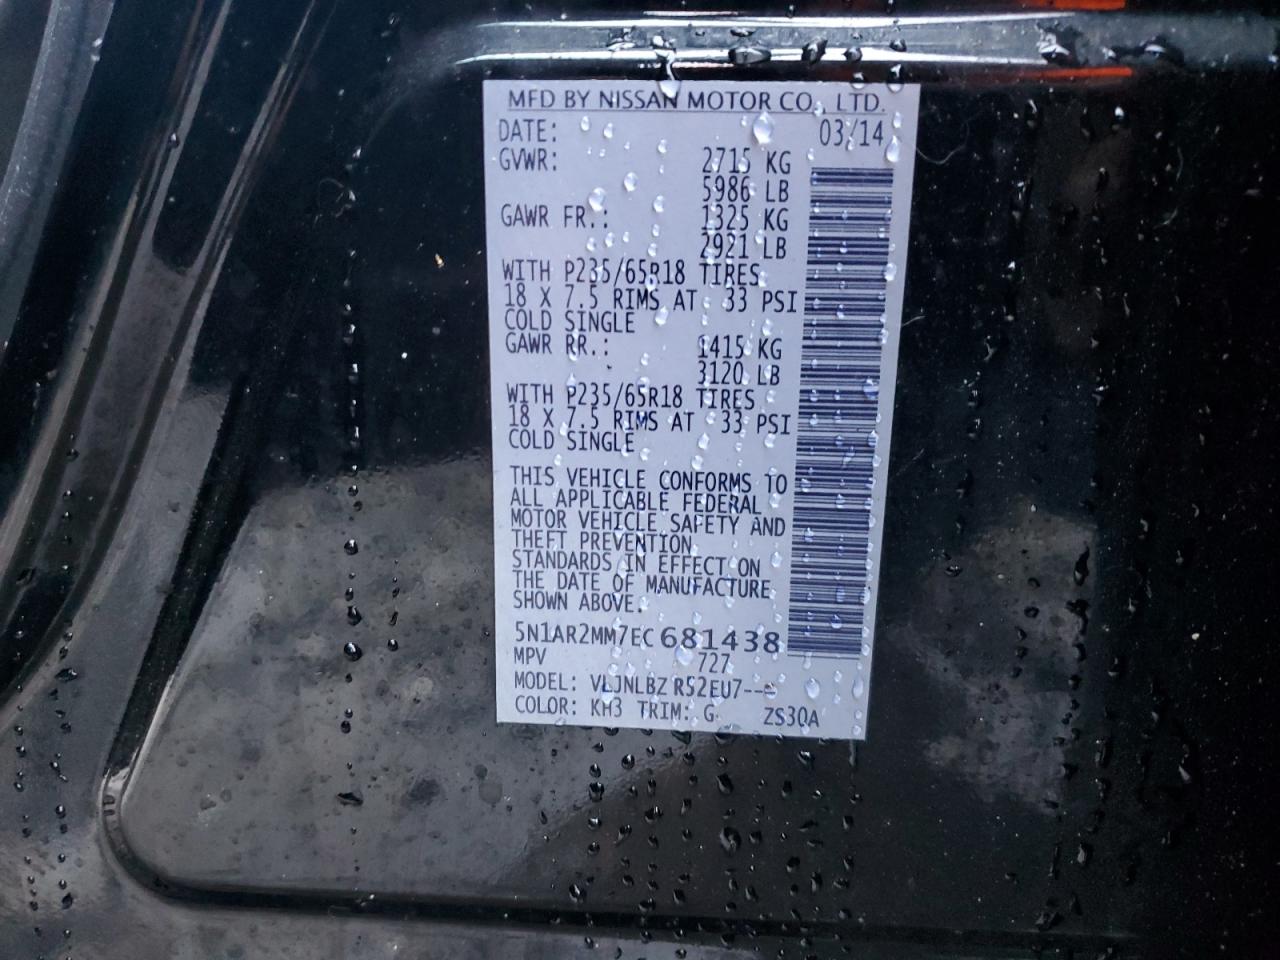 MFD BY NISSAN MOTOR CO., LTD.
DATE: 03/14
GVWR: 2715 KG
5986 LB
GAWR FR.: 1325 KG
2921 LB
WITH P235/65R18 TIRES
18 X 7.5 RIMS AT 33 PSI
COLD SINGLE
GAWR RR.: 1415 KG
3120 LB
WITH P235/65R18 TIRES
18 X 7.5 RIMS AT 33 PSI
COLD SINGLE
THIS VEHICLE CONFORMS TO
ALL APPLICABLE FEDERAL
MOTOR VEHICLE SAFETY AND
THEFT PREVENTION
STANDARDS IN EFFECT ON
THE DATE OF MANUFACTURE
SHOWN ABOVE.
5N1AR2MM7EC681438
MPV 727
MODEL: VLJNLBZ R52EU7--
COLOR: KH3 TRIM: G ZS30A